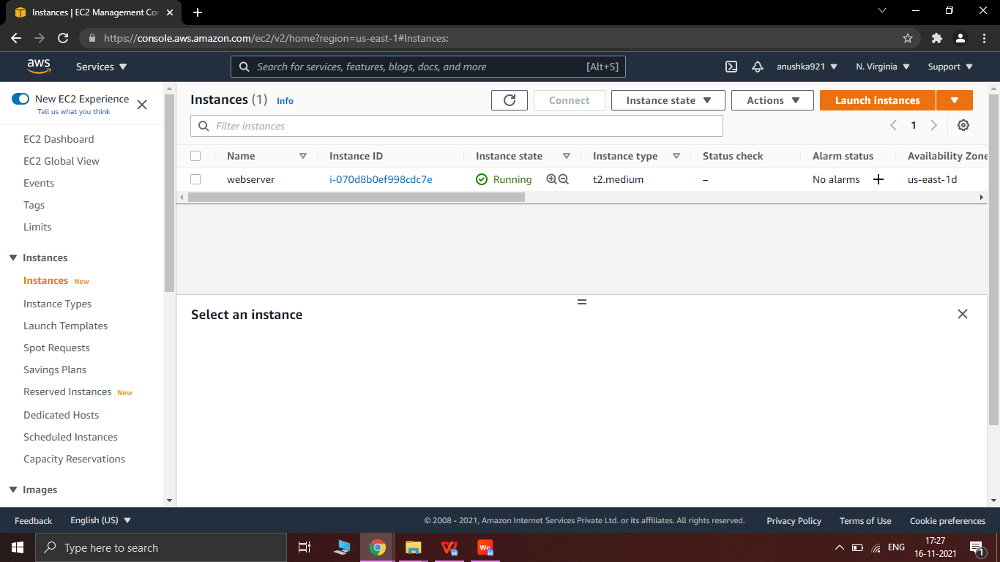 Instances | EC2 Management Con
https://console.aws.amazon.com/ec2/v2/home?region=us-east-1#Instances:
aws
Services
Search for services, features, blogs, docs, and more
[Alt+S]
anushka921
N. Virginia
Support
New EC2 Experience
Tell us what you think
EC2 Dashboard
EC2 Global View
Events
Tags
Limits
Instances
Instances New
Instance Types
Launch Templates
Spot Requests
Savings Plans
Reserved Instances New
Dedicated Hosts
Scheduled Instances
Capacity Reservations
Images
Instances (1) Info
Connect
Instance state
Actions
Launch instances
Filter instances
1
Name Instance ID Instance state Instance type Status check Alarm status Availability Zone
webserver i-070d8b0ef998cdc7e Running t2.medium – No alarms + us-east-1d
Select an instance
Feedback English (US) © 2008 - 2021, Amazon Internet Services Private Ltd. or its affiliates. All rights reserved. Privacy Policy Terms of Use Cookie preferences
Type here to search
ENG
17:27
16-11-2021
1